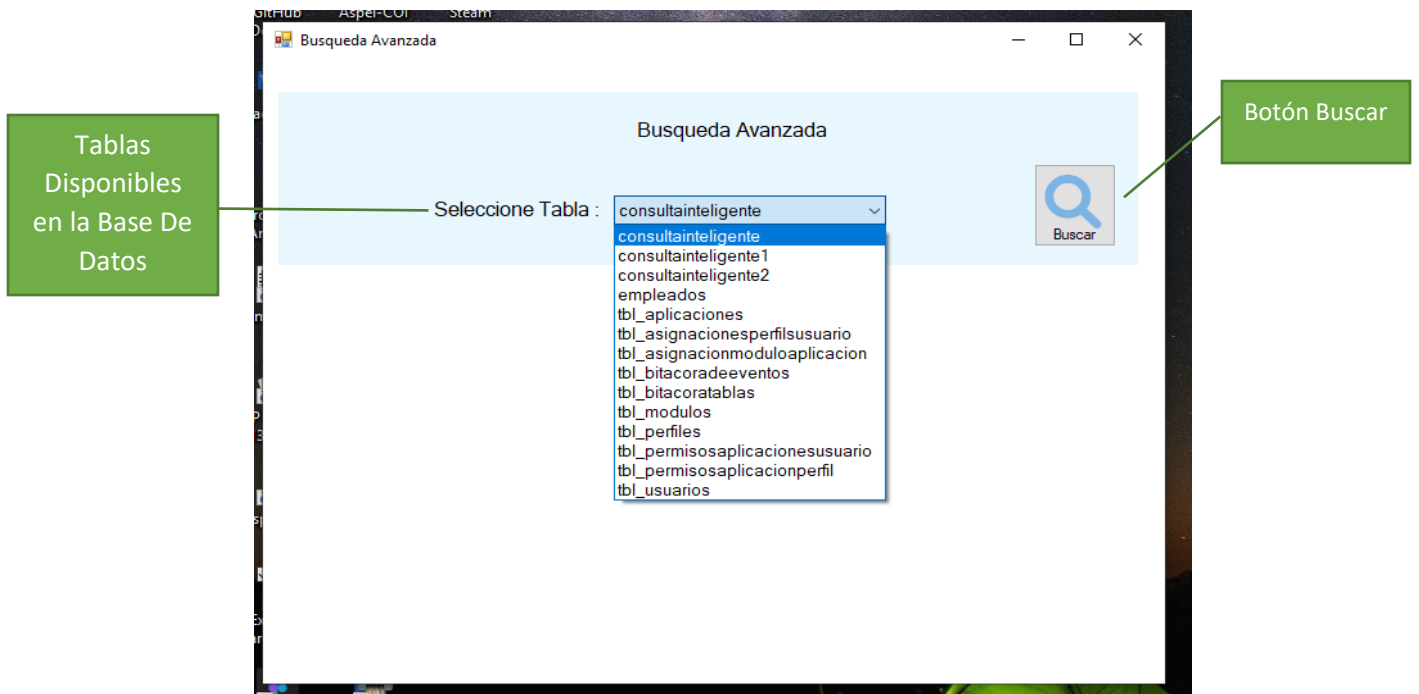 GitHub Aspel-COI Steam
Busqueda Avanzada
Busqueda Avanzada
Botón Buscar
Tablas
Disponibles
en la Base De
Datos
Seleccione Tabla :
consultainteligente
Buscar
consultainteligente
consultainteligente1
consultainteligente2
empleados
tbl_aplicaciones
tbl_asignacionesperfilsusuario
tbl_asignacionmoduloaplicacion
tbl_bitacoradeeventos
tbl_bitacoratablas
tbl_modulos
tbl_perfiles
tbl_permisosaplicacionesusuario
tbl_permisosaplicacionperfil
tbl_usuarios